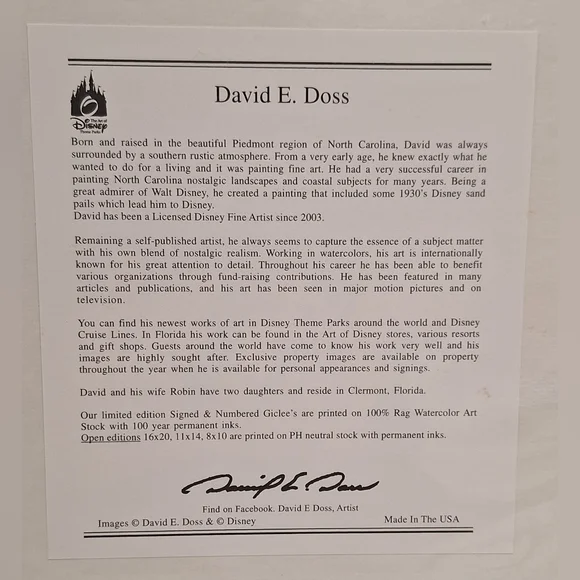 The Art of
Disney
Theme Parks
David E. Doss
Born and raised in the beautiful Piedmont region of North Carolina, David was always
surrounded by a southern rustic atmosphere. From a very early age, he knew exactly what he
wanted to do for a living and it was painting fine art. He had a very successful career in
painting North Carolina nostalgic landscapes and coastal subjects for many years. Being a
great admirer of Walt Disney, he created a painting that included some 1930's Disney sand
pails which lead him to Disney.
David has been a Licensed Disney Fine Artist since 2003.
Remaining a self-published artist, he always seems to capture the essence of a subject matter
with his own blend of nostalgic realism. Working in watercolors, his art is internationally
known for his great attention to detail. Throughout his career he has been able to benefit
various organizations through fund-raising contributions. He has been featured in many
articles and publications, and his art has been seen in major motion pictures and on
television.
You can find his newest works of art in Disney Theme Parks around the world and Disney
Cruise Lines. In Florida his work can be found in the Art of Disney stores, various resorts
and gift shops. Guests around the world have come to know his work very well and his
images are highly sought after. Exclusive property images are available on property
throughout the year when he is available for personal appearances and signings.
David and his wife Robin have two daughters and reside in Clermont, Florida.
Our limited edition Signed & Numbered Giclee's are printed on 100% Rag Watercolor Art
Stock with 100 year permanent inks.
Open editions 16x20, 11x14, 8x10 are printed on PH neutral stock with permanent inks.
David E. Doss
Find on Facebook. David E Doss, Artist
Images © David E. Doss & © Disney
Made In The USA